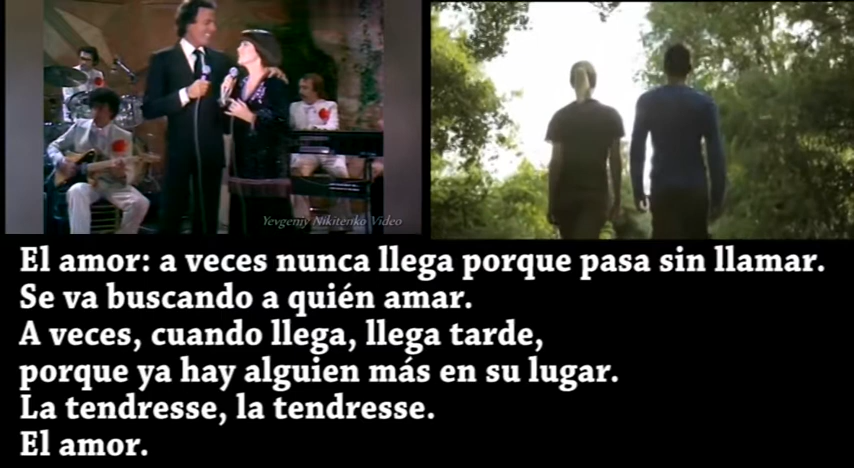 Yevgeniy Nikitenko Video
El amor: a veces nunca llega porque pasa sin llamar.
Se va buscando a quién amar.
A veces, cuando llega, llega tarde,
porque ya hay alguien más en su lugar.
La tendresse, la tendresse.
El amor.